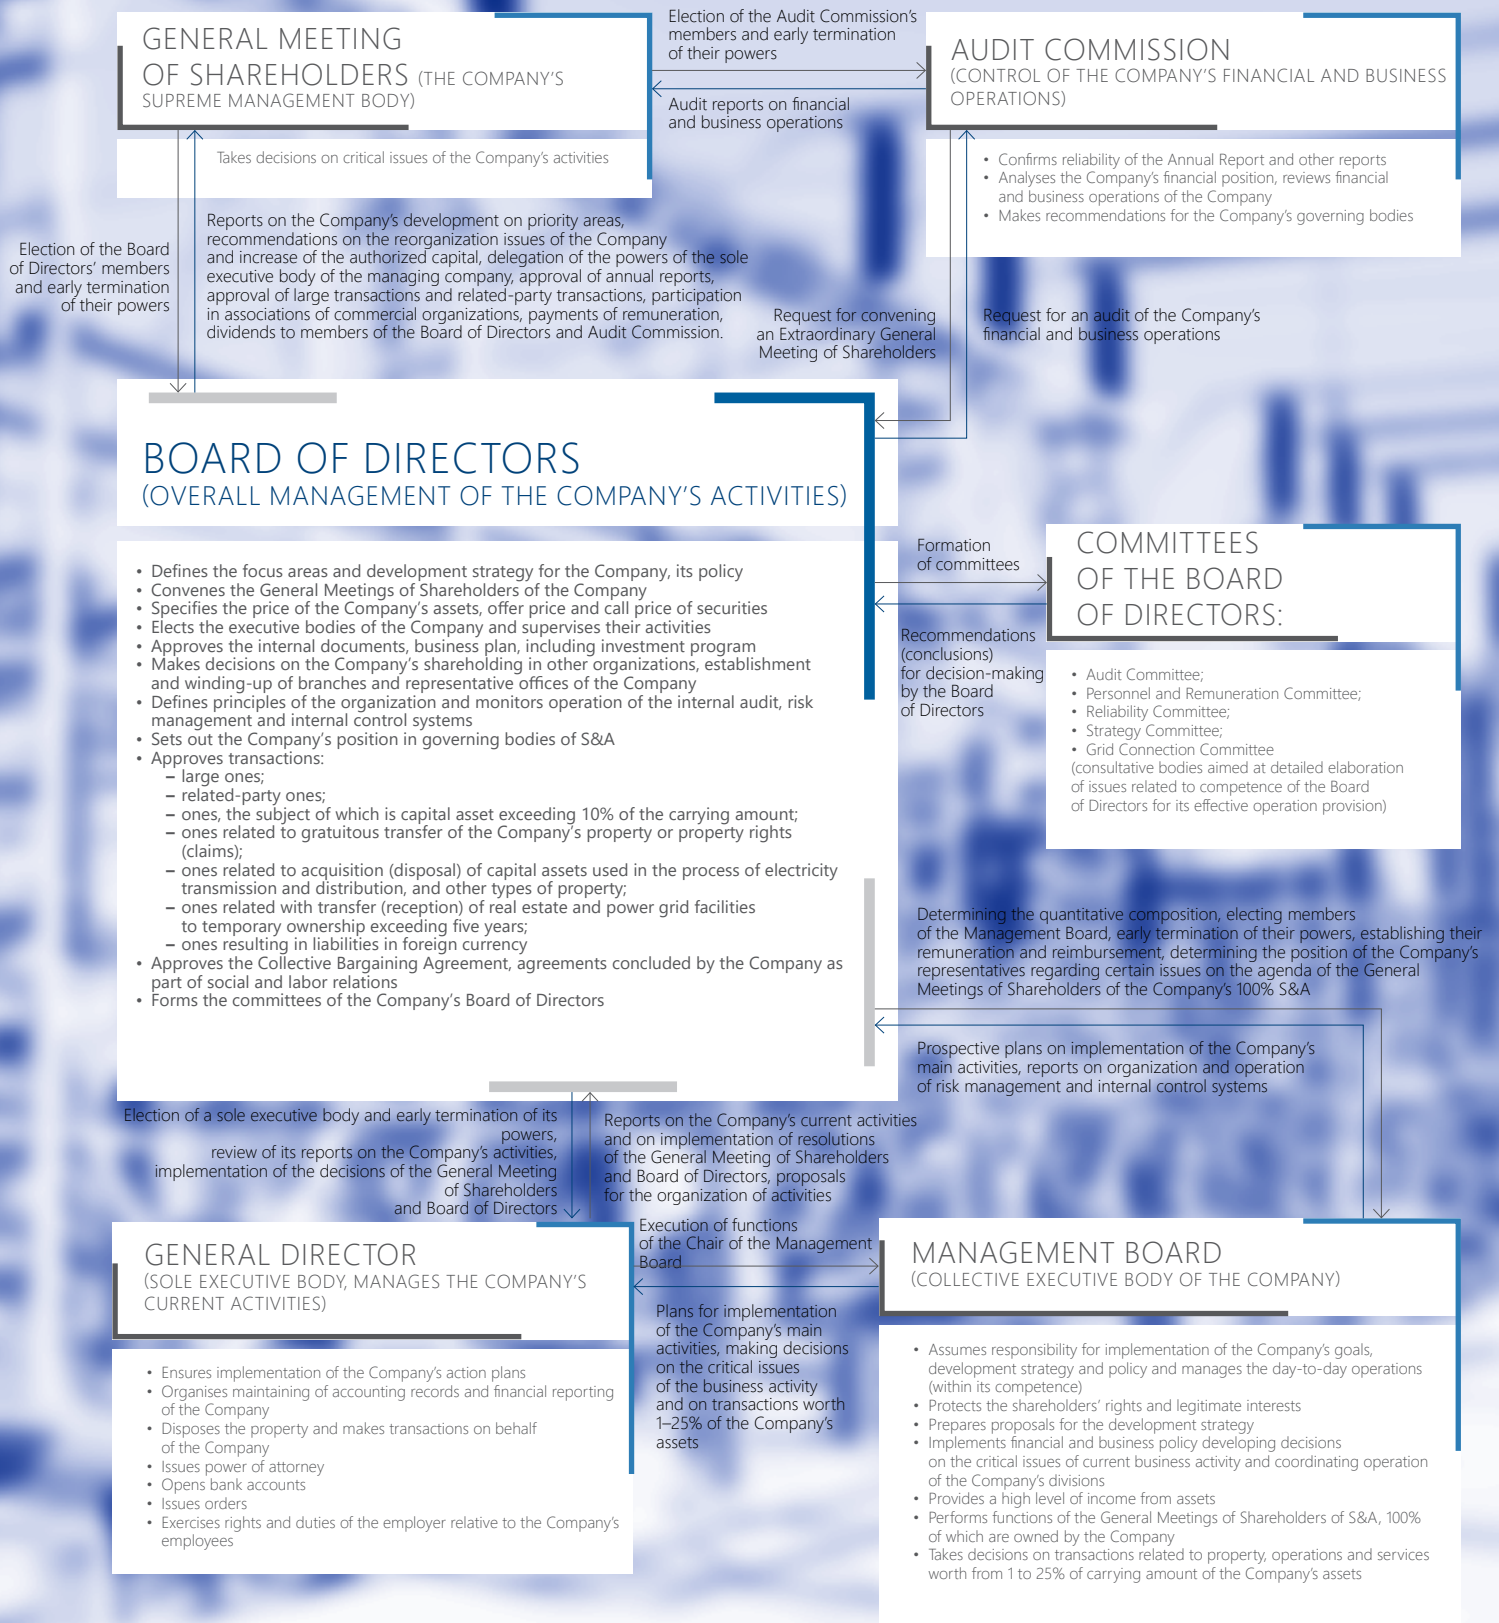 GENERAL MEETING
OF SHAREHOLDERS (THE COMPANY'S
SUPREME MANAGEMENT BODY)
Takes decisions on critical issues of the Company's activities
Election of the Audit Commission's
members and early termination
of their powers
Audit reports on financial
and business operations
AUDIT COMMISSION
(CONTROL OF THE COMPANY'S FINANCIAL AND BUSINESS
OPERATIONS)
• Confirms reliability of the Annual Report and other reports
• Analyses the Company's financial position, reviews financial
and business operations of the Company
• Makes recommendations for the Company's governing bodies
Election of the Board
of Directors' members
and early termination
of their powers
Reports on the Company's development on priority areas,
recommendations on the reorganization issues of the Company
and increase of the authorized capital, delegation of the powers of the sole
executive body of the managing company, approval of annual reports,
approval of large transactions and related-party transactions, participation
in associations of commercial organizations, payments of remuneration,
dividends to members of the Board of Directors and Audit Commission.
Request for convening
an Extraordinary General
Meeting of Shareholders
Request for an audit of the Company's
financial and business operations
BOARD OF DIRECTORS
(OVERALL MANAGEMENT OF THE COMPANY'S ACTIVITIES)
• Defines the focus areas and development strategy for the Company, its policy
• Convenes the General Meetings of Shareholders of the Company
• Specifies the price of the Company's assets, offer price and call price of securities
• Elects the executive bodies of the Company and supervises their activities
• Approves the internal documents, business plan, including investment program
• Makes decisions on the Company's shareholding in other organizations, establishment
and winding-up of branches and representative offices of the Company
• Defines principles of the organization and monitors operation of the internal audit, risk
management and internal control systems
• Sets out the Company's position in governing bodies of S&A
• Approves transactions:
– large ones;
– related-party ones;
– ones, the subject of which is capital asset exceeding 10% of the carrying amount;
– ones related to gratuitous transfer of the Company's property or property rights
(claims);
– ones related to acquisition (disposal) of capital assets used in the process of electricity
transmission and distribution, and other types of property;
– ones related with transfer (reception) of real estate and power grid facilities
to temporary ownership exceeding five years;
– ones resulting in liabilities in foreign currency
• Approves the Collective Bargaining Agreement, agreements concluded by the Company as
part of social and labor relations
• Forms the committees of the Company's Board of Directors
Formation
of committees
Recommendations
(conclusions)
for decision-making
by the Board
of Directors
COMMITTEES
OF THE BOARD
OF DIRECTORS:
• Audit Committee;
• Personnel and Remuneration Committee;
• Reliability Committee;
• Strategy Committee;
• Grid Connection Committee
(consultative bodies aimed at detailed elaboration
of issues related to competence of the Board
of Directors for its effective operation provision)
Determining the quantitative composition, electing members
of the Management Board, early termination of their powers, establishing their
remuneration and reimbursement, determining the position of the Company's
representatives regarding certain issues on the agenda of the General
Meetings of Shareholders of the Company's 100% S&A
Prospective plans on implementation of the Company's
main activities, reports on organization and operation
of risk management and internal control systems
Election of a sole executive body and early termination of its
powers,
review of its reports on the Company's activities,
implementation of the decisions of the General Meeting
of Shareholders
and Board of Directors
Reports on the Company's current activities
and on implementation of resolutions
of the General Meeting of Shareholders
and Board of Directors, proposals
for the organization of activities
GENERAL DIRECTOR
(SOLE EXECUTIVE BODY, MANAGES THE COMPANY'S
CURRENT ACTIVITIES)
• Ensures implementation of the Company's action plans
• Organises maintaining of accounting records and financial reporting
of the Company
• Disposes the property and makes transactions on behalf
of the Company
• Issues power of attorney
• Opens bank accounts
• Issues orders
• Exercises rights and duties of the employer relative to the Company's
employees
Execution of functions
of the Chair of the Management
Board
Plans for implementation
of the Company's main
activities, making decisions
on the critical issues
of the business activity
and on transactions worth
1–25% of the Company's
assets
MANAGEMENT BOARD
(COLLECTIVE EXECUTIVE BODY OF THE COMPANY)
• Assumes responsibility for implementation of the Company's goals,
development strategy and policy and manages the day-to-day operations
(within its competence)
• Protects the shareholders' rights and legitimate interests
• Prepares proposals for the development strategy
• Implements financial and business policy developing decisions
on the critical issues of current business activity and coordinating operation
of the Company's divisions
• Provides a high level of income from assets
• Performs functions of the General Meetings of Shareholders of S&A, 100%
of which are owned by the Company
• Takes decisions on transactions related to property, operations and services
worth from 1 to 25% of carrying amount of the Company's assets